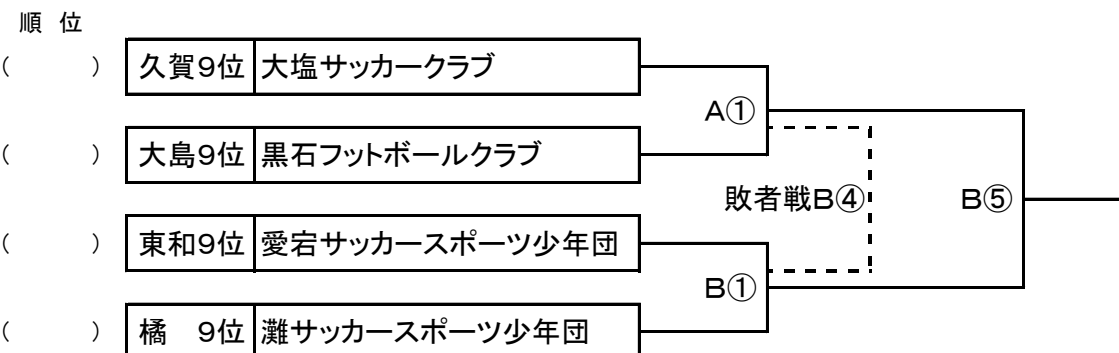 順 位
( ) 久賀9位 大塩サッカークラブ
A①
( ) 大島9位 黒石フットボールクラブ
敗者戦B④ B⑤
( ) 東和9位 愛宕サッカースポーツ少年団
B①
( ) 橘 9位 灘サッカースポーツ少年団